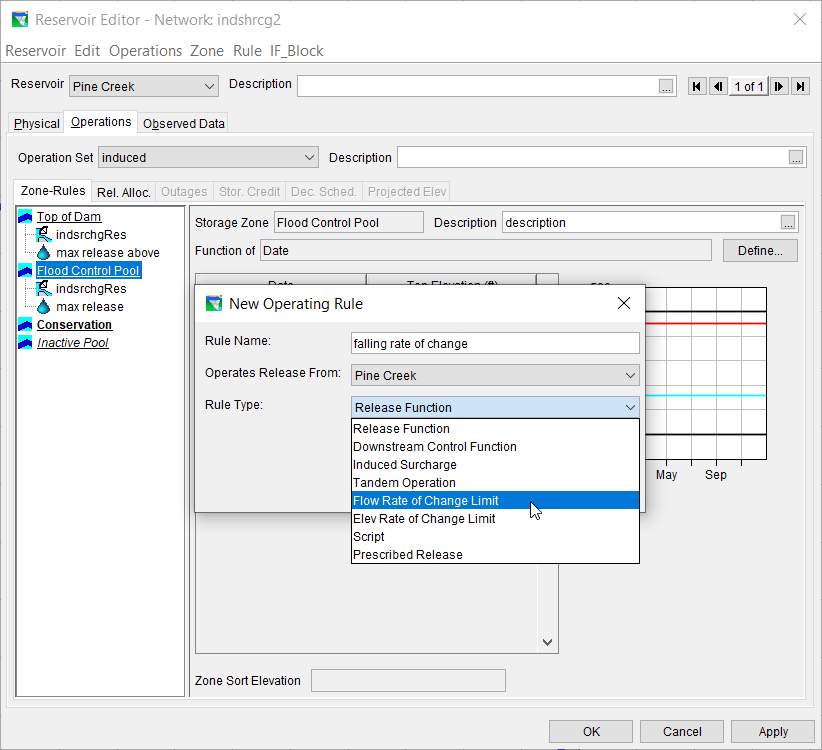 Reservoir Editor - Network: indshrcg2
Reservoir Edit Operations Zone Rule IF_Block
Reservoir Pine Creek Description ... 1 of 1
Physical Operations Observed Data
Operation Set induced Description ...
Zone-Rules Rel. Alloc. Outages Stor. Credit Dec. Sched. Projected Elev
Top of Dam
indsrchgRes
max release above
Flood Control Pool
indsrchgRes
max release
Conservation
Inactive Pool
Storage Zone Flood Control Pool Description description ...
Function of Date Define...
Date Top Elevation (ft)
New Operating Rule
Rule Name: falling rate of change
Operates Release From: Pine Creek
Rule Type: Release Function
Release Function
Downstream Control Function
Induced Surcharge
Tandem Operation
Flow Rate of Change Limit
Elev Rate of Change Limit
Script
Prescribed Release
May Sep
Zone Sort Elevation
OK Cancel Apply